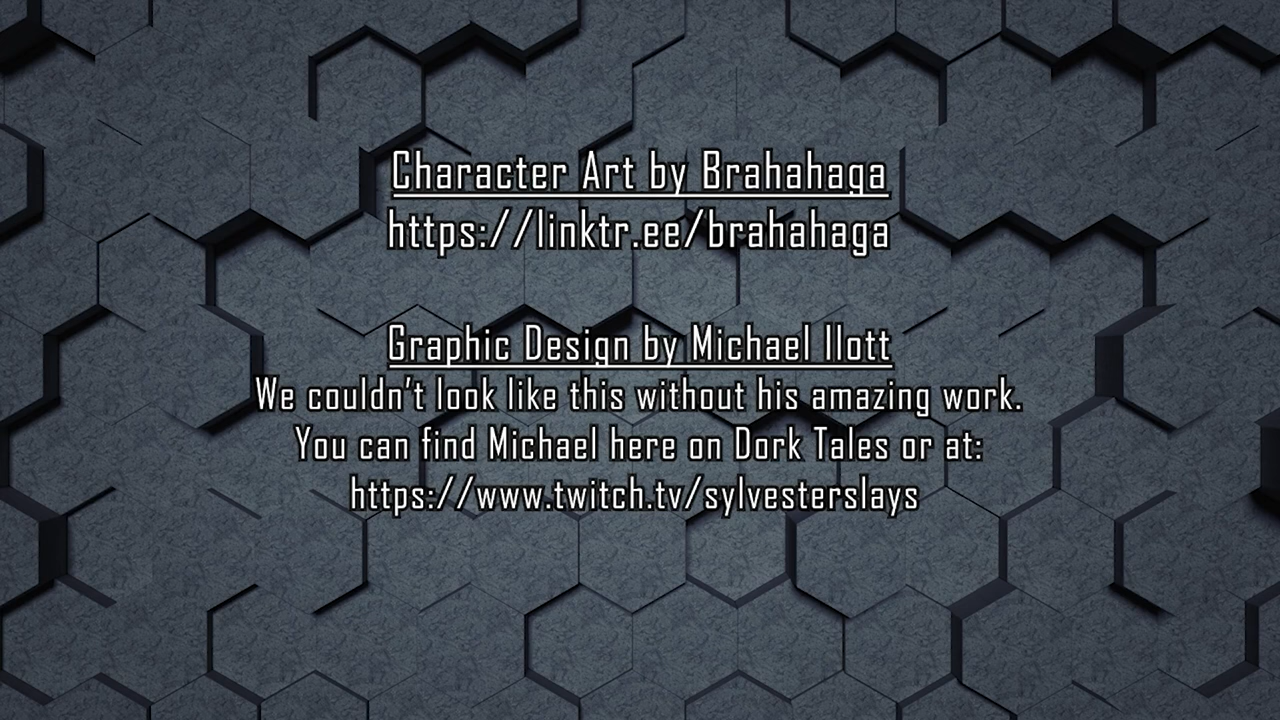 Character Art by Brahahaga
https://linktr.ee/brahahaga
Graphic Design by Michael Ilott
We couldn't look like this without his amazing work.
You can find Michael here on Dork Tales or at:
https://www.twitch.tv/sylvesterslays